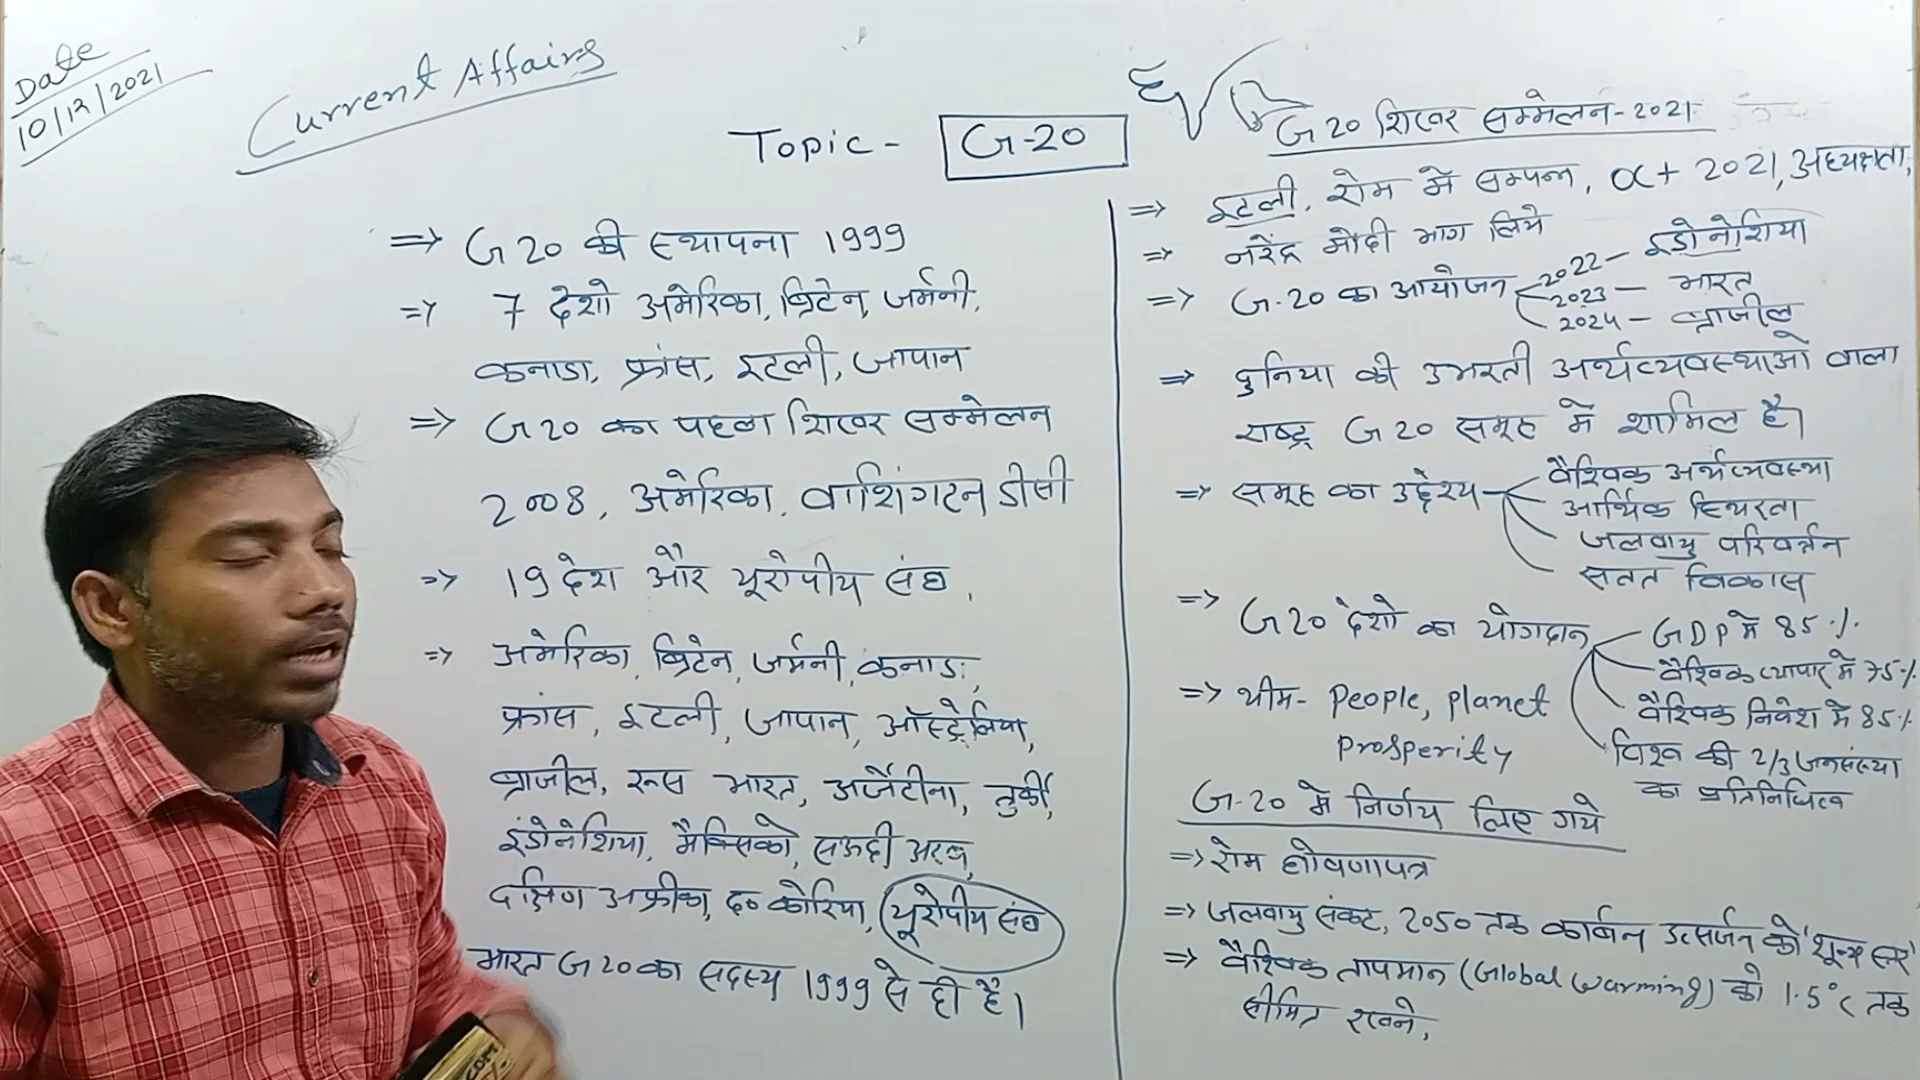 Date
10/12/2021
Current Affairs
Topic - G-20
=> G20 की स्थापना 1999
=> 7 देशो अमेरिका, ब्रिटेन, जर्मनी,
कनाडा, फ्रांस, इटली, जापान
=> G20 का पहला शिखर सम्मेलन
2008, अमेरिका, वाशिंगटन डीसी
=> 19 देश और यूरोपीय संघ,
=> अमेरिका, ब्रिटेन, जर्मनी, कनाडा,
फ्रांस, इटली, जापान, ऑस्ट्रेलिया,
ब्राजील, रूस भारत, अर्जेंटीना, तुर्की,
इंडोनेशिया, मैक्सिको, सऊदी अरब,
दक्षिण अफ्रीका, द० कोरिया, यूरोपीय संघ
भारत G20 का सदस्य 1999 से ही है।
G20 शिखर सम्मेलन-2021
=> इटली, रोम में सम्पन्न, Oct 2021, अध्यक्षता,
=> नरेंद्र मोदी भाग लिये
=> G-20 का आयोजन 2022 - इंडोनेशिया
2023 - भारत
2024 - ब्राजील
=> दुनिया की उभरती अर्थव्यवस्थाओं वाला
राष्ट्र G20 समूह में शामिल है।
=> समूह का उद्देश्य वैश्विक अर्थव्यवस्था
आर्थिक स्थिरता
जलवायु परिवर्तन
सतत विकास
=> G20 देशो का योगदान GDP में 85%
वैश्विक व्यापार में 75%
वैश्विक निवेश में 85%
विश्व की 2/3 जनसंख्या
का प्रतिनिधित्व
=> थीम- People, planet
prosperity
G-20 में निर्णय लिए गये
=> रोम घोषणापत्र
=> जलवायु संकट, 2050 तक कार्बन उत्सर्जन को 'शून्य स्तर'
=> वैश्विक तापमान (Global warming) को 1.5°c तक
सीमित रखने,